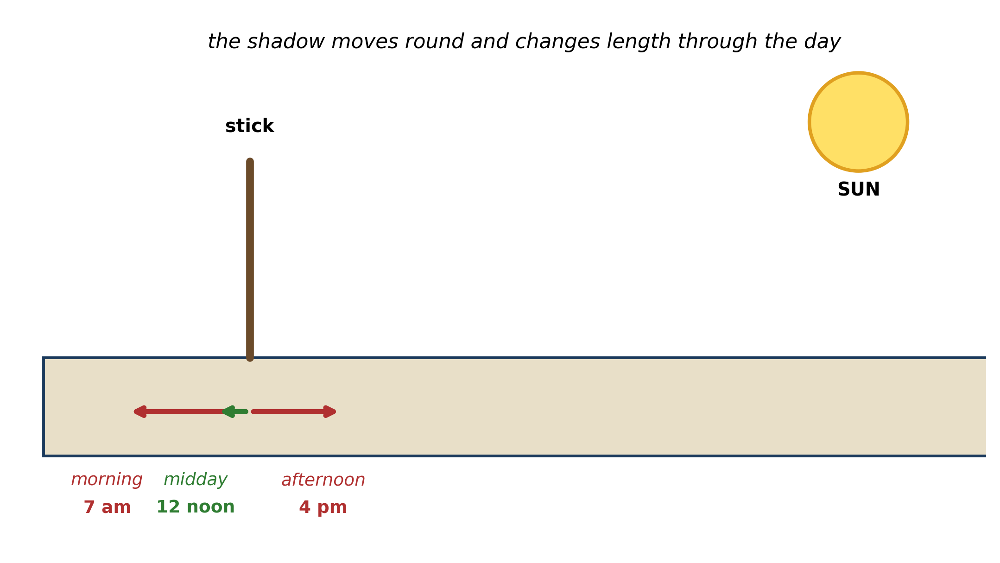 the shadow moves round and changes length through the day
stick
SUN
morning midday afternoon
7 am 12 noon 4 pm